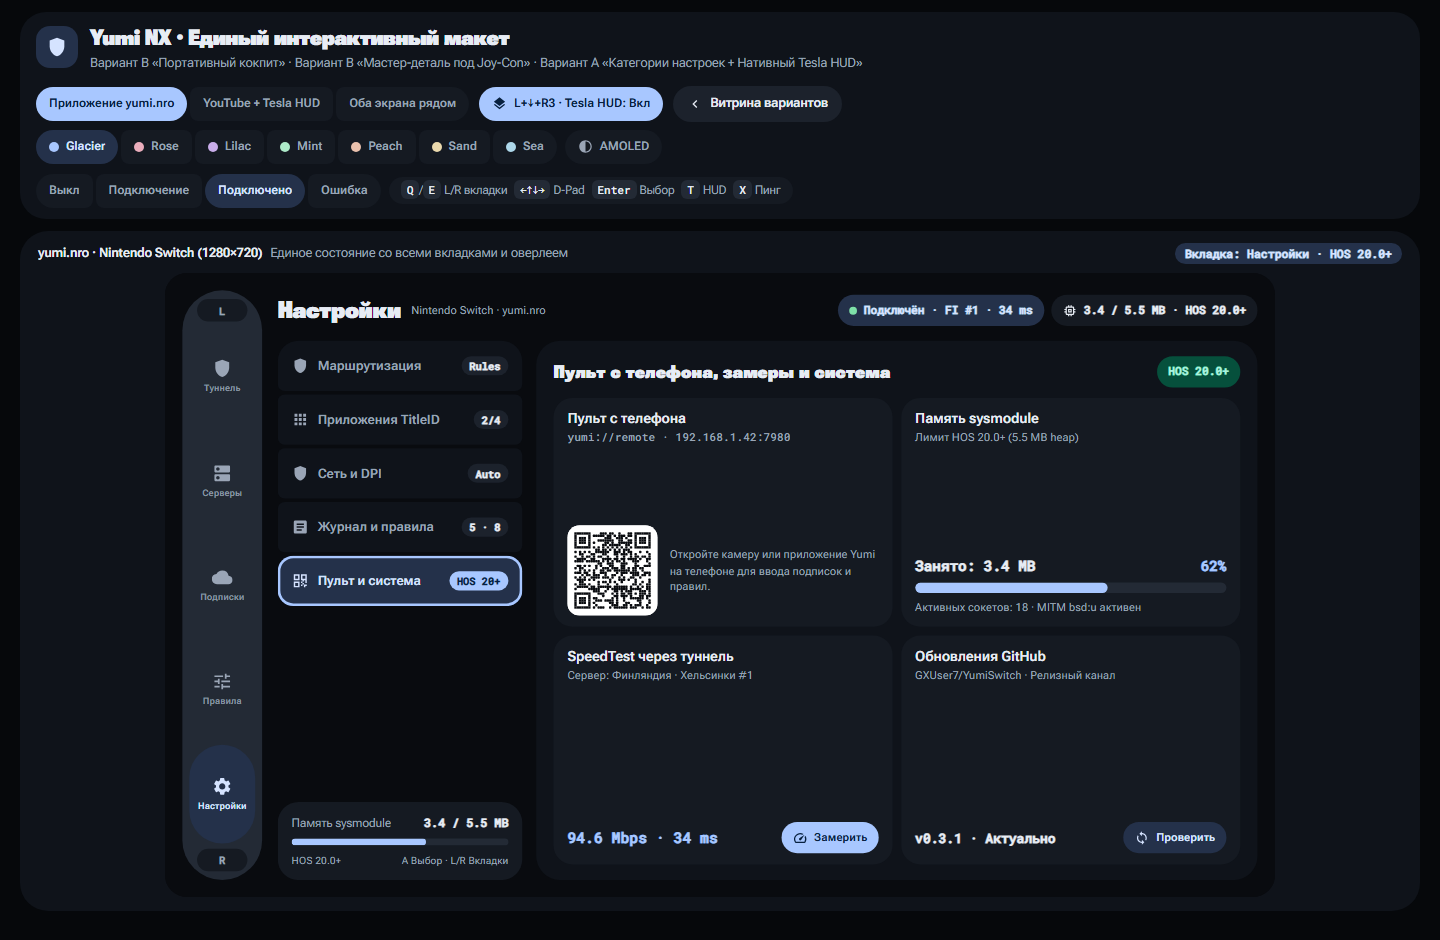 Yumi NX • Единый интерактивный макет
Вариант B «Портативный кокпит» · Вариант B «Мастер-деталь под Joy-Con» · Вариант A «Категории настроек + Нативный Tesla HUD»
Приложение yumi.nro
YouTube + Tesla HUD
Оба экрана рядом
L+↓+R3 · Tesla HUD: Вкл
Витрина вариантов
Glacier
Rose
Lilac
Mint
Peach
Sand
Sea
AMOLED
Выкл
Подключение
Подключено
Ошибка
Q / E L/R вкладки ←↑↓→ D-Pad Enter Выбор T HUD X Пинг
yumi.nro · Nintendo Switch (1280×720) Единое состояние со всеми вкладками и оверлеем
Вкладка: Настройки · HOS 20.0+
L
Туннель
Серверы
Подписки
Правила
Настройки
R
Настройки Nintendo Switch · yumi.nro
Подключён · FI #1 · 34 ms
3.4 / 5.5 MB · HOS 20.0+
Маршрутизация Rules
Приложения TitleID 2/4
Сеть и DPI Auto
Журнал и правила 5 · 8
Пульт и система HOS 20+
Память sysmodule 3.4 / 5.5 MB
HOS 20.0+ A Выбор · L/R Вкладки
Пульт с телефона, замеры и система
HOS 20.0+
Пульт с телефона
yumi://remote · 192.168.1.42:7980
Откройте камеру или приложение Yumi
на телефоне для ввода подписок и
правил.
Память sysmodule
Лимит HOS 20.0+ (5.5 MB heap)
Занято: 3.4 MB 62%
Активных сокетов: 18 · MITM bsd:u активен
SpeedTest через туннель
Сервер: Финляндия · Хельсинки #1
94.6 Mbps · 34 ms
Замерить
Обновления GitHub
GXUser7/YumiSwitch · Релизный канал
v0.3.1 · Актуально
Проверить